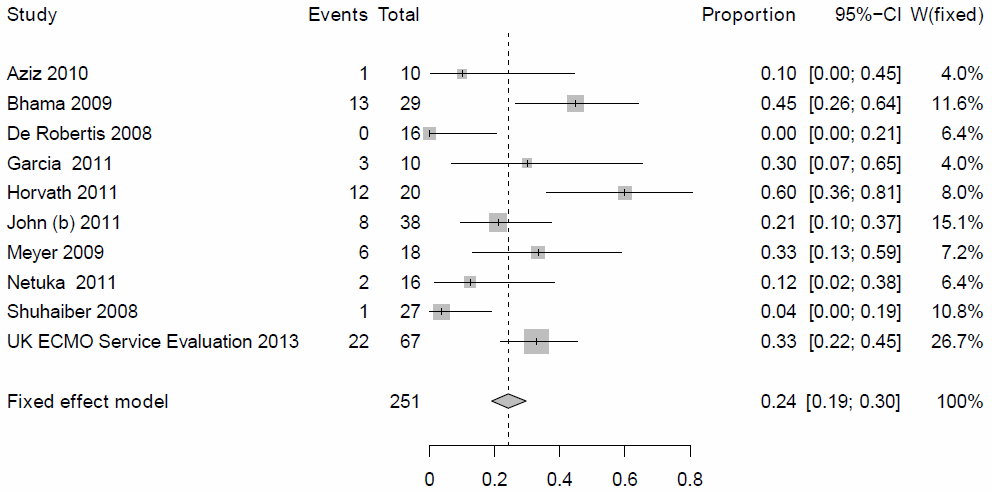 Study Events Total Proportion 95%−CI W(fixed)
Aziz 2010 1 10 0.10 [0.00; 0.45] 4.0%
Bhama 2009 13 29 0.45 [0.26; 0.64] 11.6%
De Robertis 2008 0 16 0.00 [0.00; 0.21] 6.4%
Garcia 2011 3 10 0.30 [0.07; 0.65] 4.0%
Horvath 2011 12 20 0.60 [0.36; 0.81] 8.0%
John (b) 2011 8 38 0.21 [0.10; 0.37] 15.1%
Meyer 2009 6 18 0.33 [0.13; 0.59] 7.2%
Netuka 2011 2 16 0.12 [0.02; 0.38] 6.4%
Shuhaiber 2008 1 27 0.04 [0.00; 0.19] 10.8%
UK ECMO Service Evaluation 2013 22 67 0.33 [0.22; 0.45] 26.7%
Fixed effect model 251 0.24 [0.19; 0.30] 100%
0 0.2 0.4 0.6 0.8